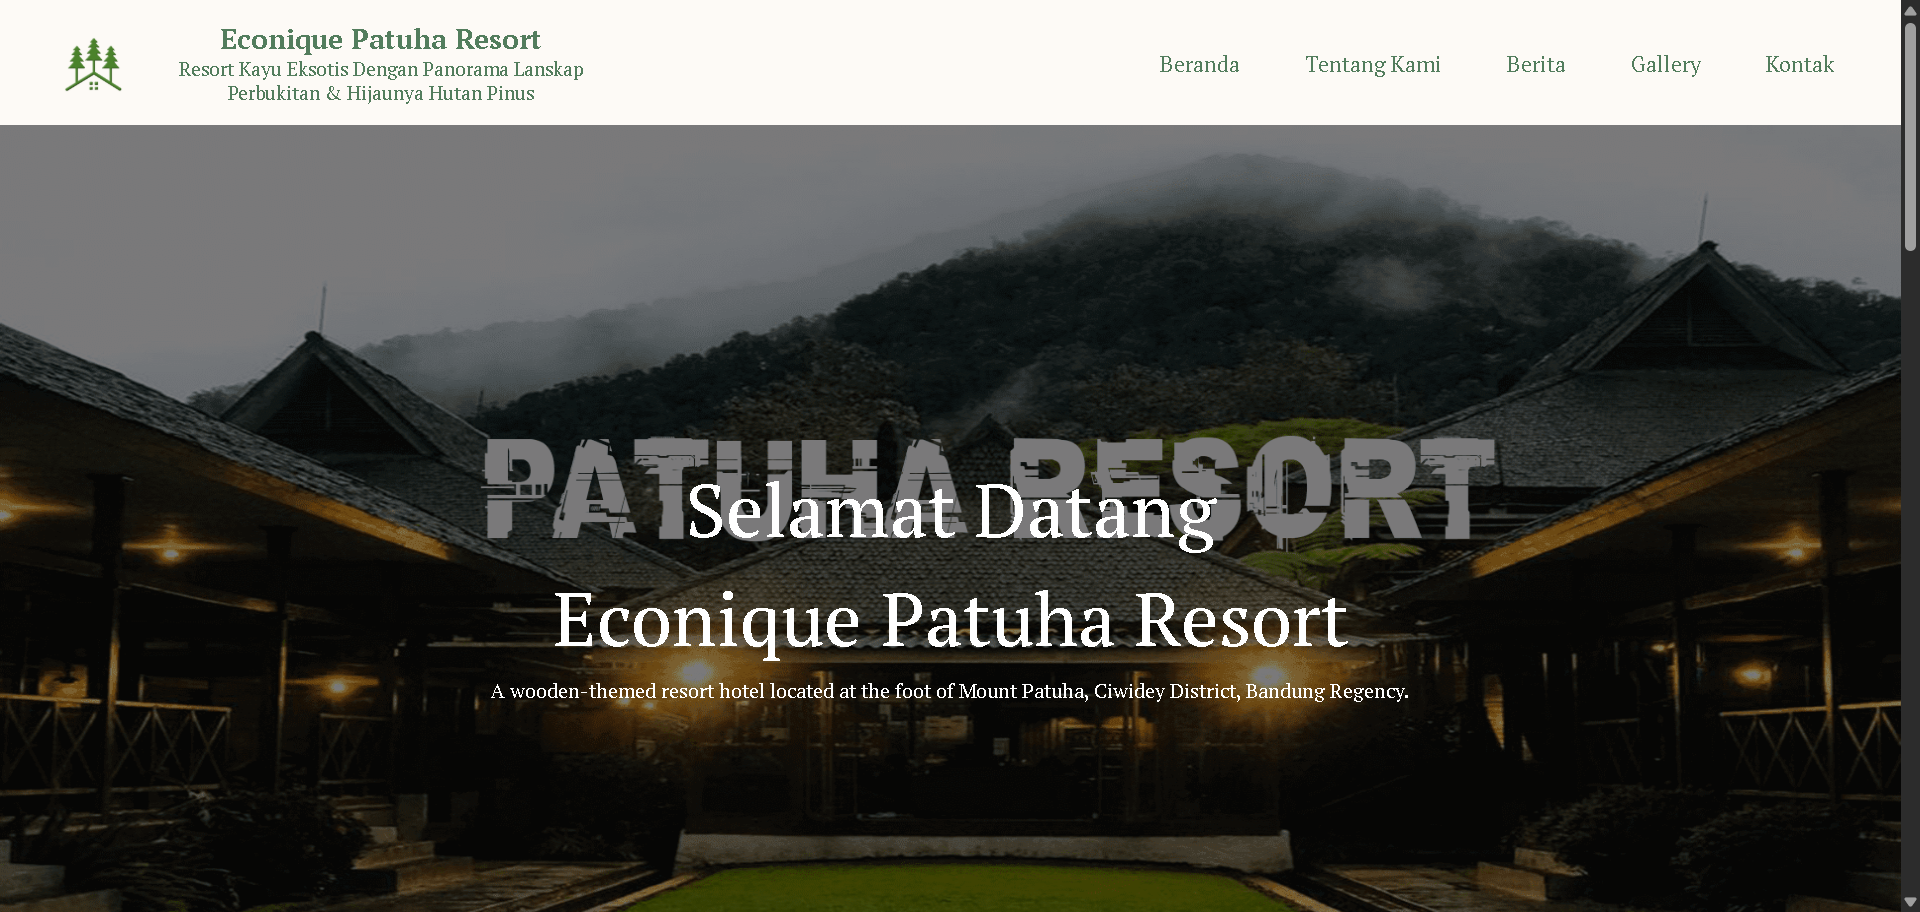 Econique Patuha Resort
Resort Kayu Eksotis Dengan Panorama Lanskap
Perbukitan & Hijaunya Hutan Pinus
Beranda
Tentang Kami
Berita
Gallery
Kontak
PATUHA RESORT
Selamat Datang
Econique Patuha Resort
A wooden-themed resort hotel located at the foot of Mount Patuha, Ciwidey District, Bandung Regency.